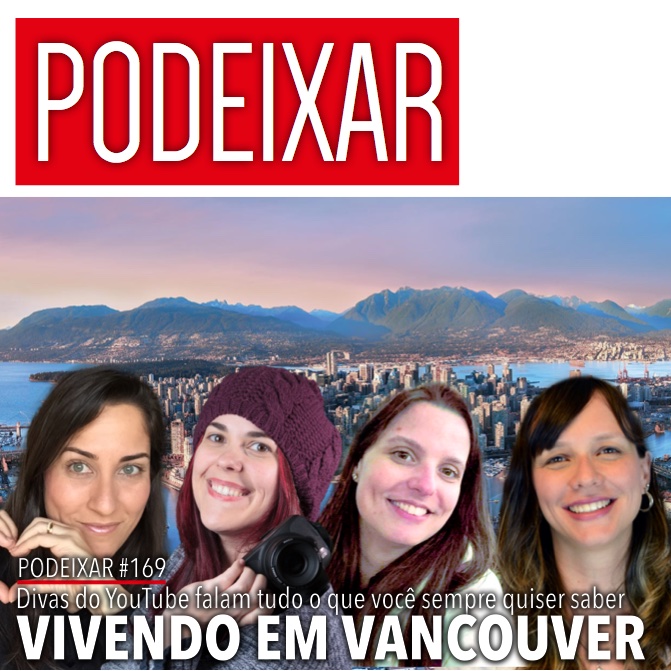 PODEIXAR
PODEIXAR #169
Divas do YouTube falam tudo o que você sempre quiser saber
VIVENDO EM VANCOUVER